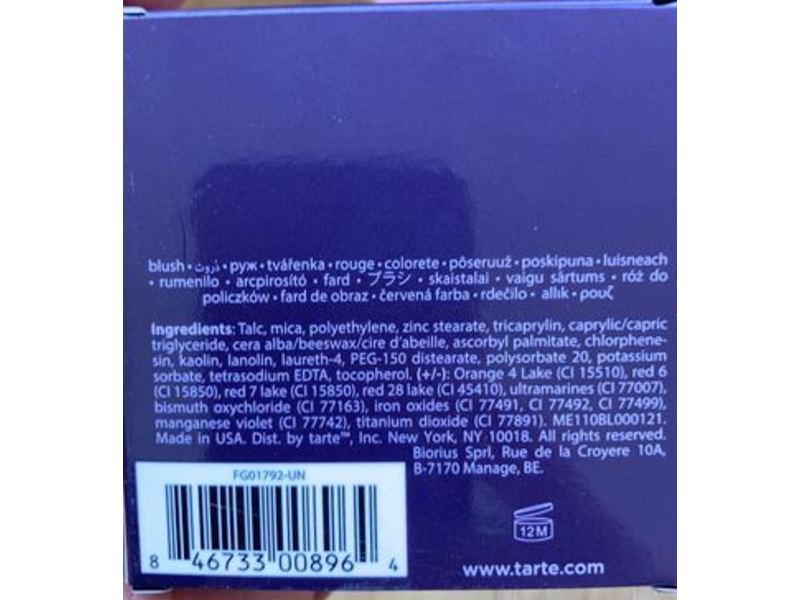 blush • • руж • tvářenka • rouge • colorete • põseruuž • poskipuna • luisneach
• rumenilo • arcpirosító • fard • ブラシ • skaistalai • vaigu sārtums • róż do
policzków • fard de obraz • červená farba • rdečilo • allık • ρουζ
Ingredients: Talc, mica, polyethylene, zinc stearate, tricaprylin, caprylic/capric
triglyceride, cera alba/beeswax/cire d'abeille, ascorbyl palmitate, chlorphene-
sin, kaolin, lanolin, laureth-4, PEG-150 distearate, polysorbate 20, potassium
sorbate, tetrasodium EDTA, tocopherol. (+/-): Orange 4 Lake (CI 15510), red 6
(CI 15850), red 7 lake (CI 15850), red 28 lake (CI 45410), ultramarines (CI 77007),
bismuth oxychloride (CI 77163), iron oxides (CI 77491, CI 77492, CI 77499),
manganese violet (CI 77742), titanium dioxide (CI 77891). ME110BL000121.
Made in USA. Dist. by tarte™, Inc. New York, NY 10018. All rights reserved.
Biorius Sprl, Rue de la Croyere 10A,
B-7170 Manage, BE.
FG01792-UN
8 46733 00896 4
12M
www.tarte.com